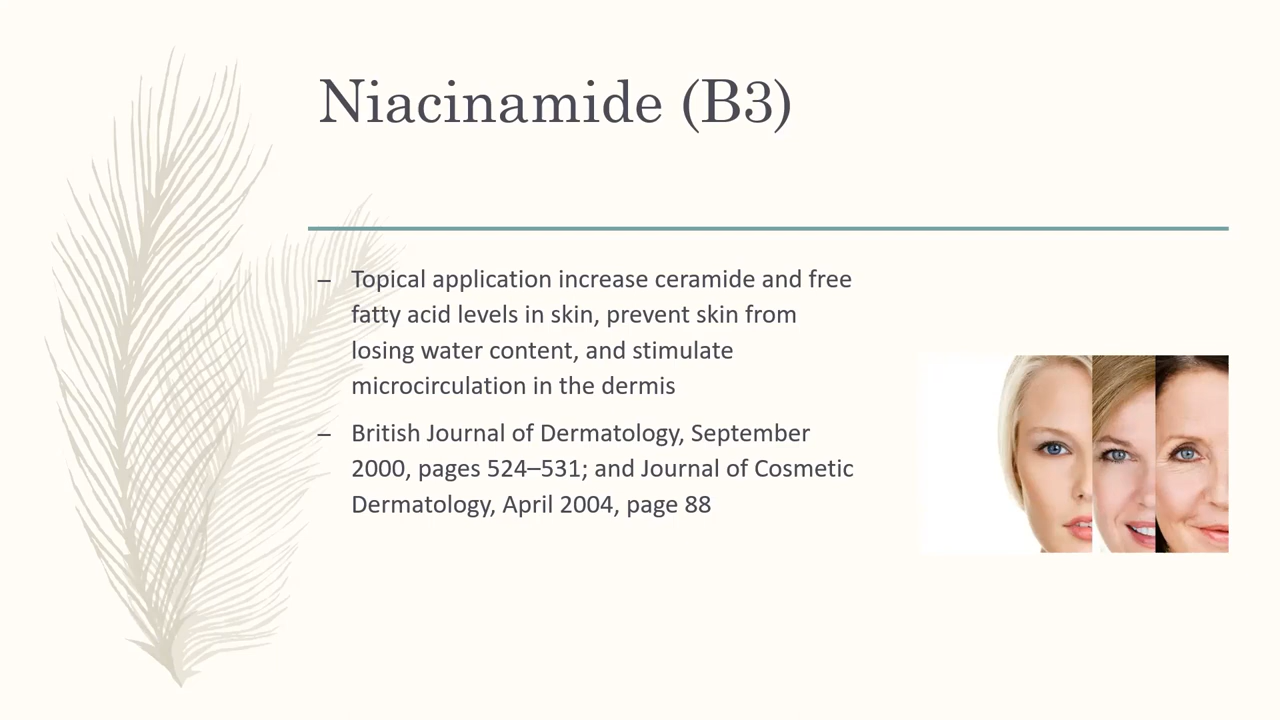 Niacinamide (B3)
– Topical application increase ceramide and free
fatty acid levels in skin, prevent skin from
losing water content, and stimulate
microcirculation in the dermis
– British Journal of Dermatology, September
2000, pages 524–531; and Journal of Cosmetic
Dermatology, April 2004, page 88